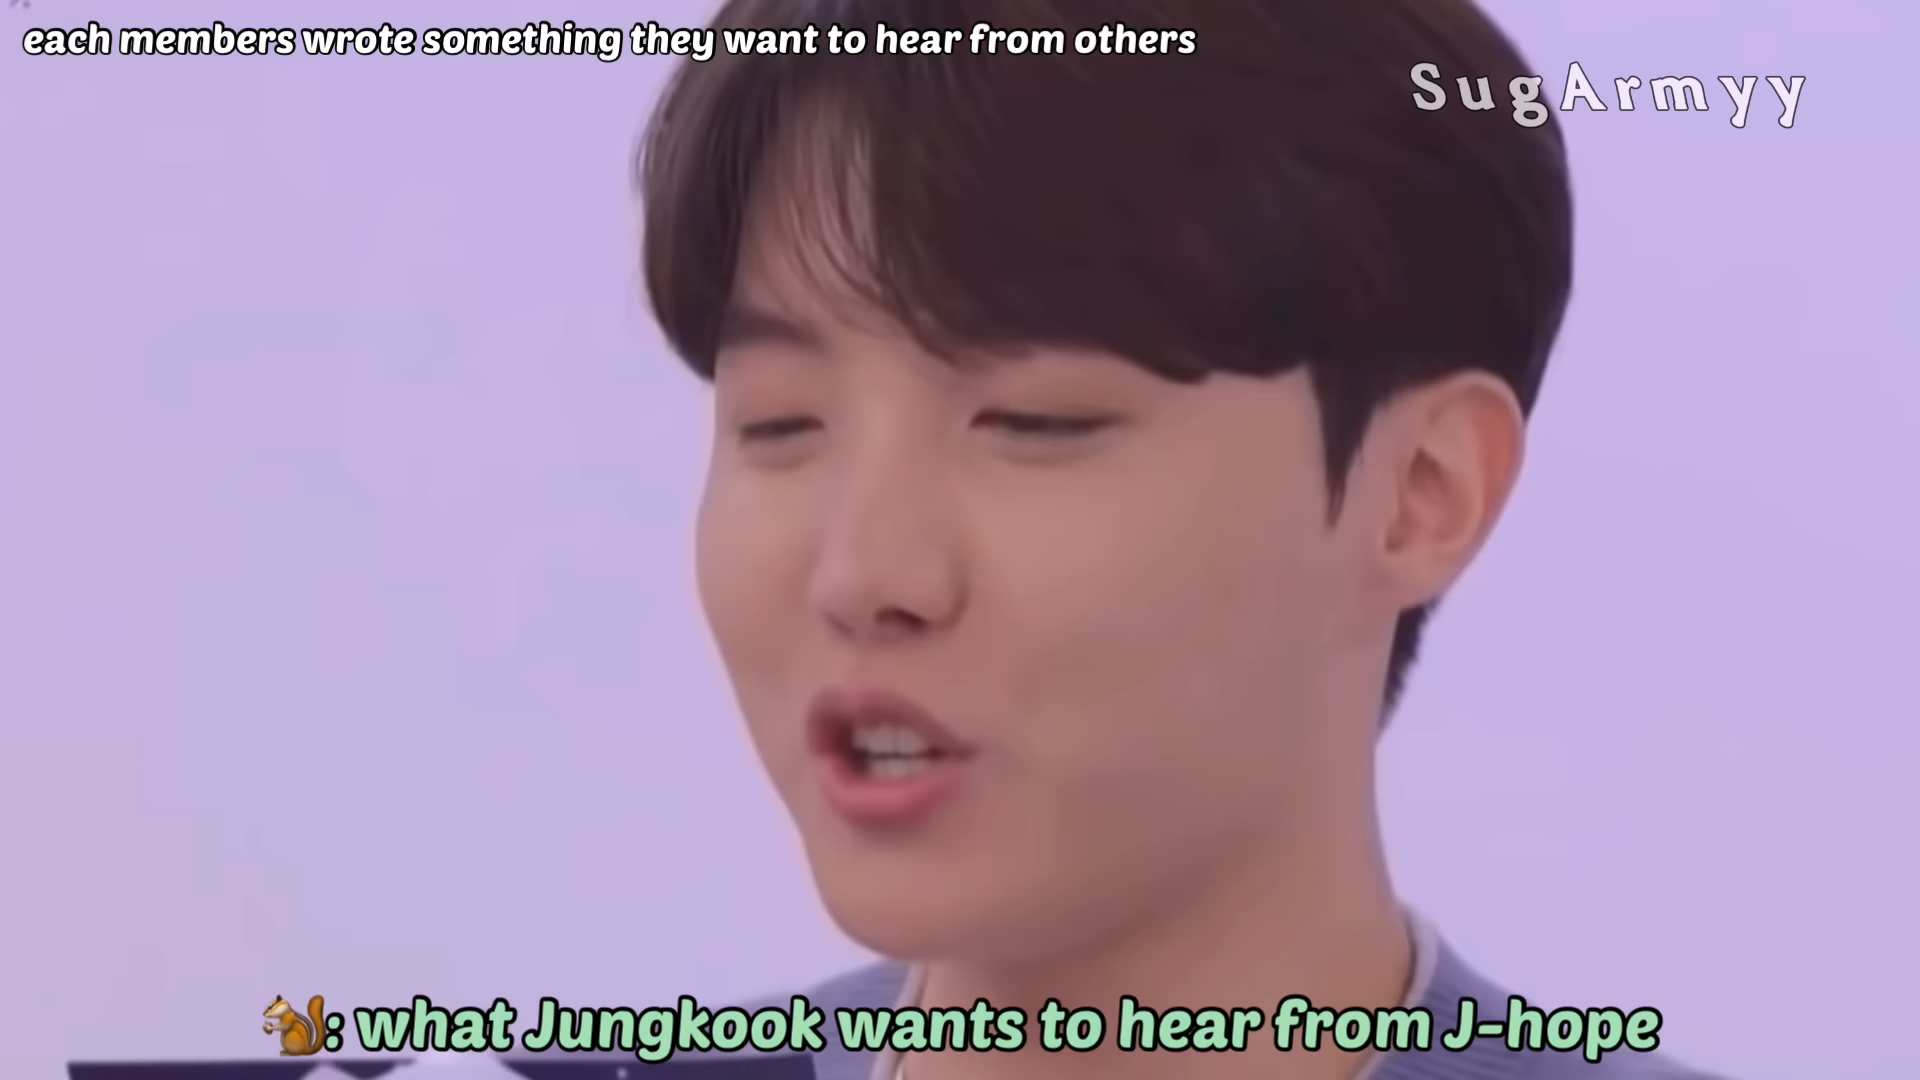 each members wrote something they want to hear from others
SugArmyy
🐿️: what Jungkook wants to hear from J-hope